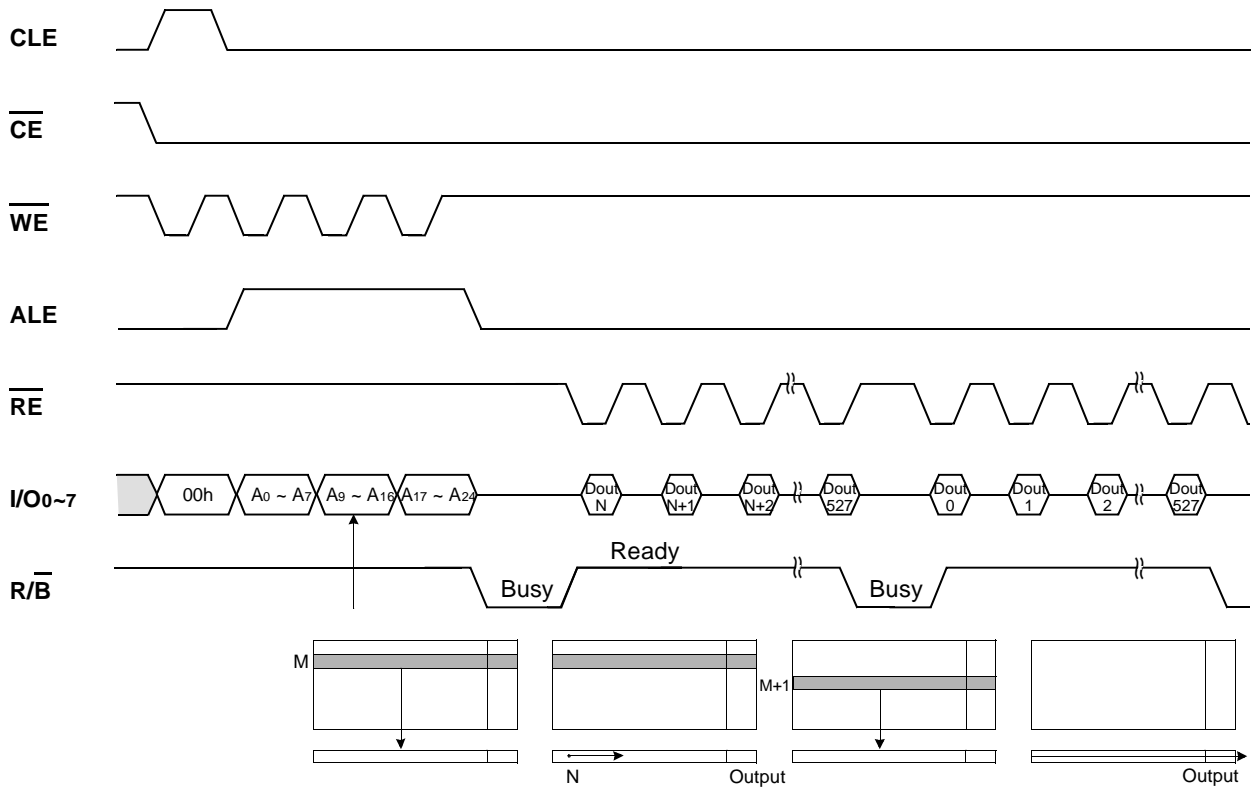 CLE
CE
WE
ALE
RE
I/O0~7 00h A0 ~ A7 A9 ~ A16 A17 ~ A24 Dout N Dout N+1 Dout N+2 Dout 527 Dout 0 Dout 1 Dout 2 Dout 527
R/B Busy Ready Busy
M M+1
N Output Output